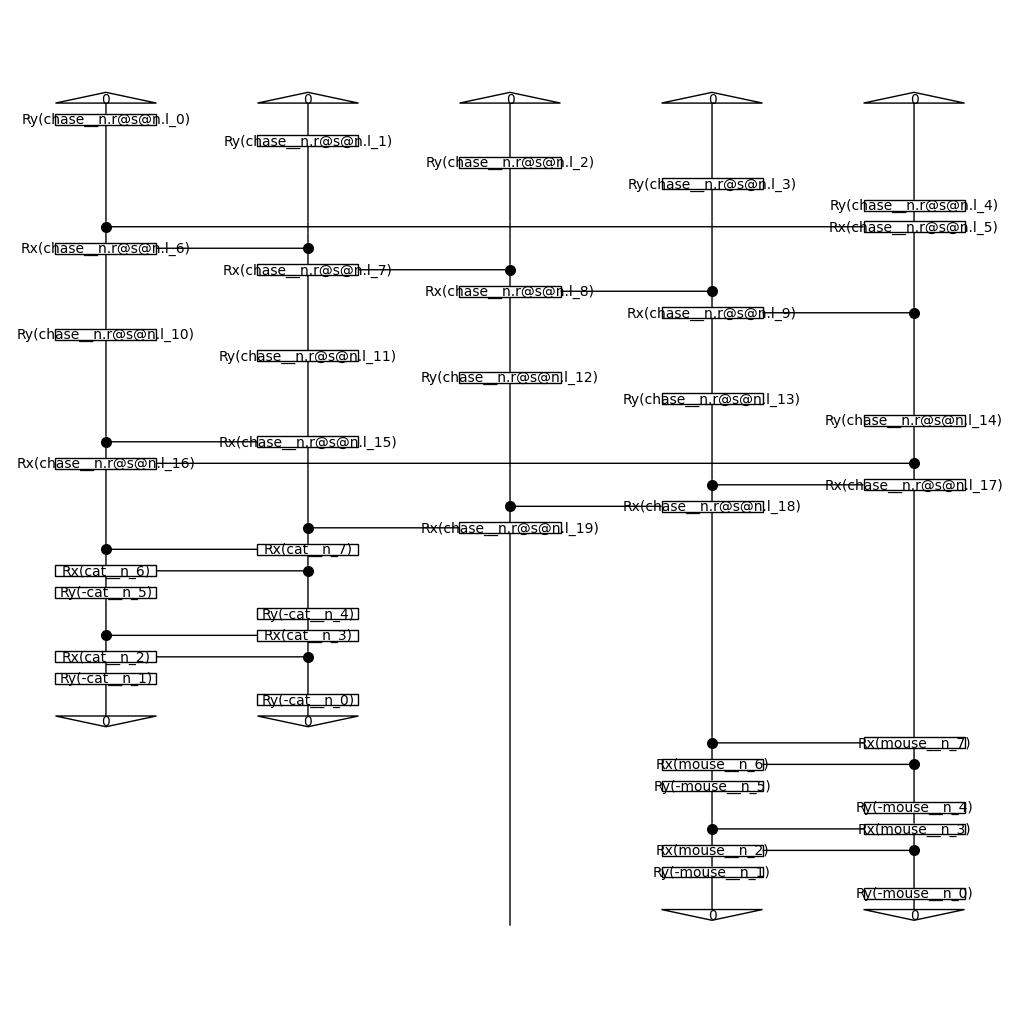 0 0 0 0 0
Ry(chase__n.r@s@n.l_0)
Ry(chase__n.r@s@n.l_1)
Ry(chase__n.r@s@n.l_2)
Ry(chase__n.r@s@n.l_3)
Ry(chase__n.r@s@n.l_4)
Rx(chase__n.r@s@n.l_5)
Rx(chase__n.r@s@n.l_6)
Rx(chase__n.r@s@n.l_7)
Rx(chase__n.r@s@n.l_8)
Rx(chase__n.r@s@n.l_9)
Ry(chase__n.r@s@n.l_10)
Ry(chase__n.r@s@n.l_11)
Ry(chase__n.r@s@n.l_12)
Ry(chase__n.r@s@n.l_13)
Ry(chase__n.r@s@n.l_14)
Rx(chase__n.r@s@n.l_15)
Rx(chase__n.r@s@n.l_16)
Rx(chase__n.r@s@n.l_17)
Rx(chase__n.r@s@n.l_18)
Rx(chase__n.r@s@n.l_19)
Rx(cat__n_7)
Rx(cat__n_6)
Ry(-cat__n_5)
Ry(-cat__n_4)
Rx(cat__n_3)
Rx(cat__n_2)
Ry(-cat__n_1)
Ry(-cat__n_0)
0 0
Rx(mouse__n_7)
Rx(mouse__n_6)
Ry(-mouse__n_5)
Ry(-mouse__n_4)
Rx(mouse__n_3)
Rx(mouse__n_2)
Ry(-mouse__n_1)
Ry(-mouse__n_0)
0 0